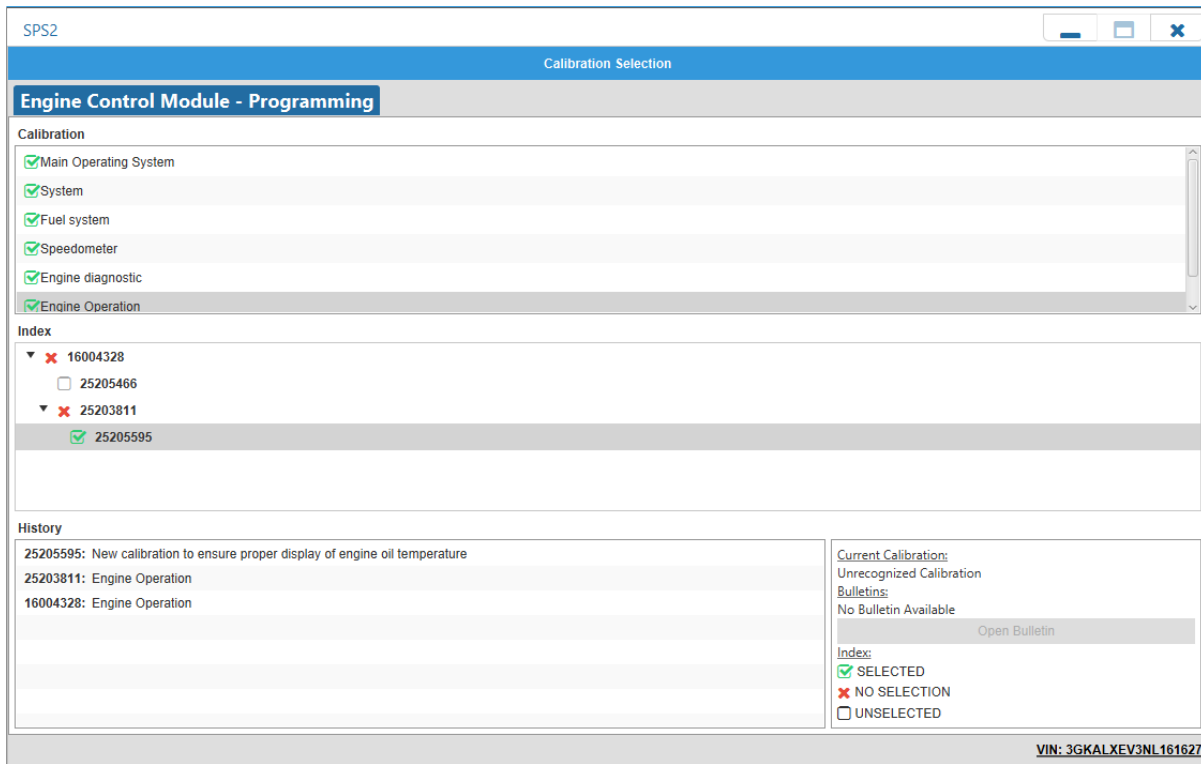 SPS2
Calibration Selection
Engine Control Module - Programming
Calibration
Main Operating System
System
Fuel system
Speedometer
Engine diagnostic
Engine Operation
Index
16004328
25205466
25203811
25205595
History
25205595: New calibration to ensure proper display of engine oil temperature
25203811: Engine Operation
16004328: Engine Operation
Current Calibration:
Unrecognized Calibration
Bulletins:
No Bulletin Available
Open Bulletin
Index:
SELECTED
NO SELECTION
UNSELECTED
VIN: 3GKALXEV3NL161627